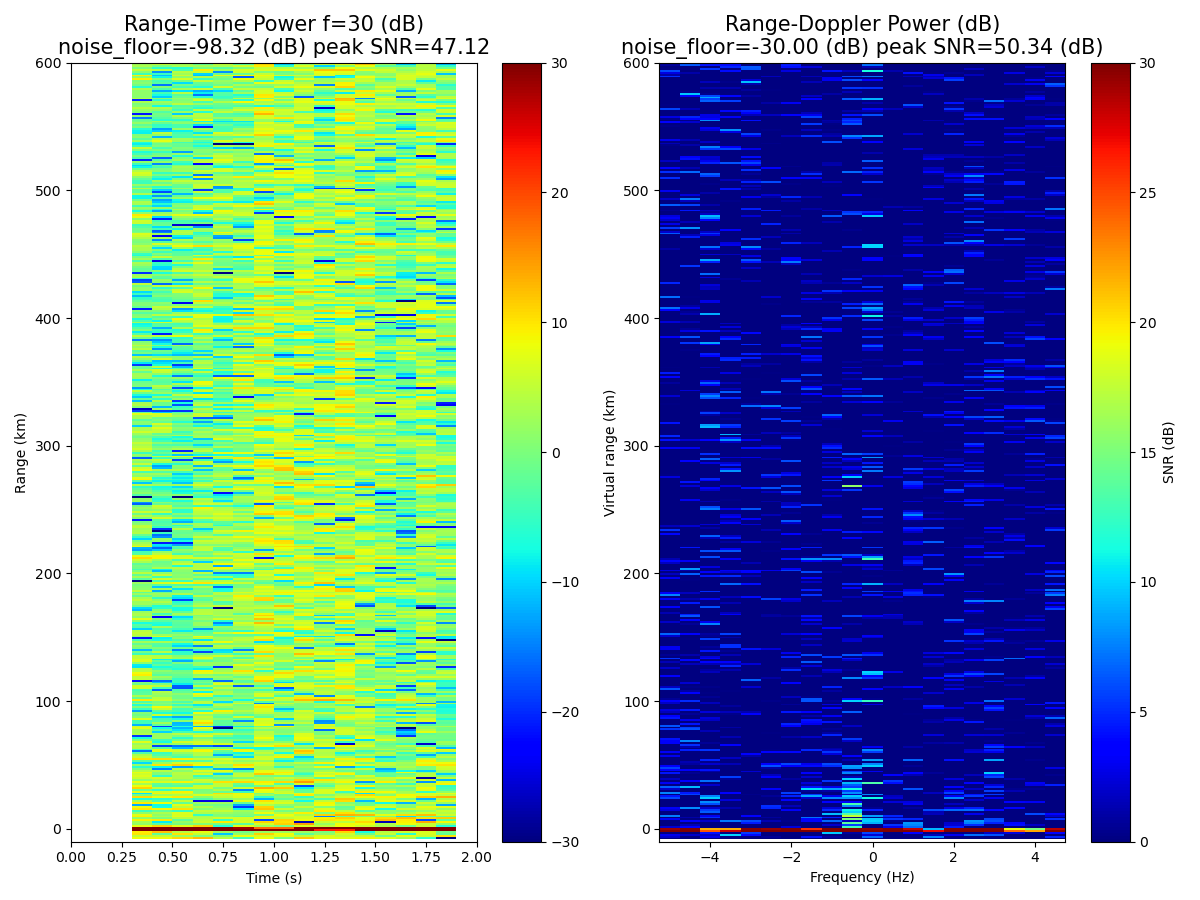 Range-Time Power f=30 (dB)
noise_floor=-98.32 (dB) peak SNR=47.12
Range (km)
600
500
400
300
200
100
0
0.00 0.25 0.50 0.75 1.00 1.25 1.50 1.75 2.00
Time (s)
30
20
10
0
−10
−20
−30
Range-Doppler Power (dB)
noise_floor=-30.00 (dB) peak SNR=50.34 (dB)
Virtual range (km)
600
500
400
300
200
100
0
−4 −2 0 2 4
Frequency (Hz)
30
25
20
15
10
5
0
SNR (dB)